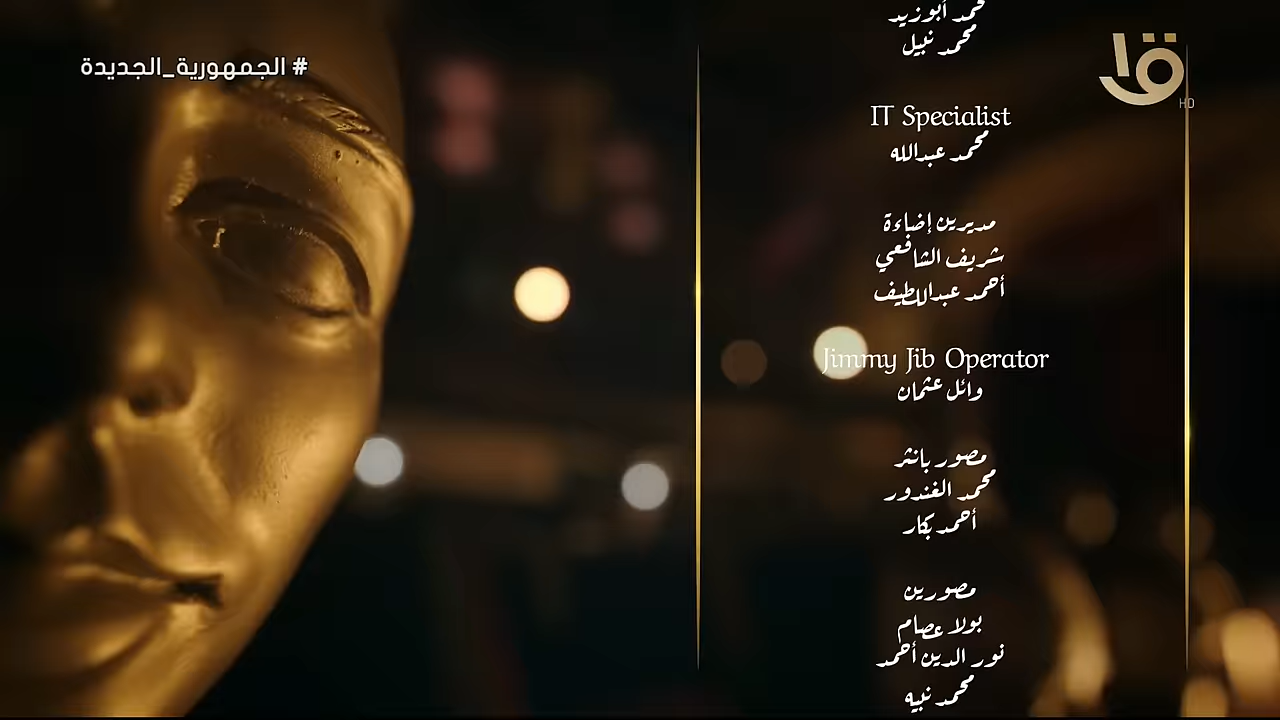 # الجمهورية_الجديدة
محمد أبوزيد
محمد نبيل
HD
IT Specialist
محمد عبدالله
مديرين إضاءة
شريف الشافعي
أحمد عبداللطيف
Jimmy Jib Operator
وائل عثمان
مصور بانثر
محمد الغندور
أحمد بكار
مصورين
بولا عصام
نور الدين أحمد
محمد نبيه